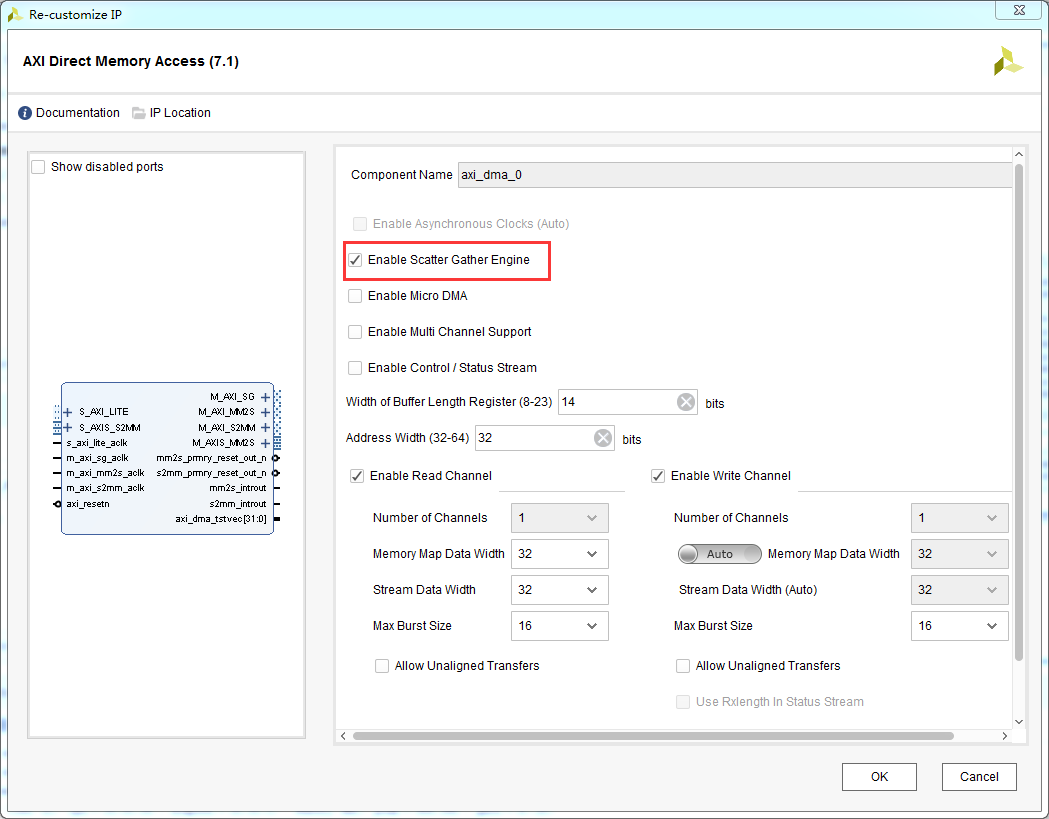 Re-customize IP
AXI Direct Memory Access (7.1)
Documentation IP Location
Show disabled ports
S_AXI_LITE
S_AXIS_S2MM
s_axi_lite_aclk
m_axi_sg_aclk
m_axi_mm2s_aclk
m_axi_s2mm_aclk
axi_resetn
M_AXI_SG
M_AXI_MM2S
M_AXI_S2MM
M_AXIS_MM2S
mm2s_prmry_reset_out_n
s2mm_prmry_reset_out_n
mm2s_introut
s2mm_introut
axi_dma_tstvec[31:0]
Component Name axi_dma_0
Enable Asynchronous Clocks (Auto)
Enable Scatter Gather Engine
Enable Micro DMA
Enable Multi Channel Support
Enable Control / Status Stream
Width of Buffer Length Register (8-23) 14 bits
Address Width (32-64) 32 bits
Enable Read Channel
Number of Channels 1
Memory Map Data Width 32
Stream Data Width 32
Max Burst Size 16
Allow Unaligned Transfers
Enable Write Channel
Number of Channels 1
Auto Memory Map Data Width 32
Stream Data Width (Auto) 32
Max Burst Size 16
Allow Unaligned Transfers
Use Rxlength In Status Stream
OK Cancel